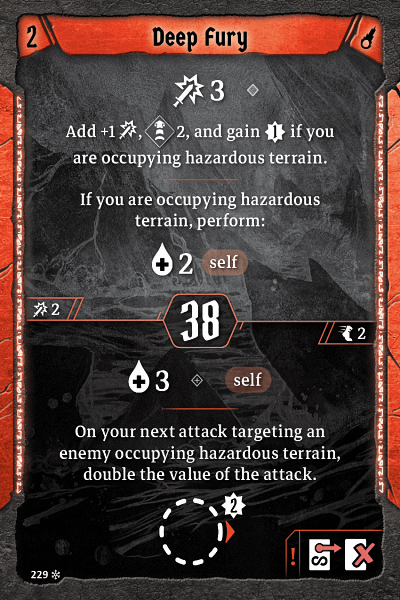 2
Deep Fury
3
Add +1 , 2, and gain 1 if you
are occupying hazardous terrain.
If you are occupying hazardous
terrain, perform:
2 self
2
38
2
3 self
On your next attack targeting an
enemy occupying hazardous terrain,
double the value of the attack.
2
! S
229